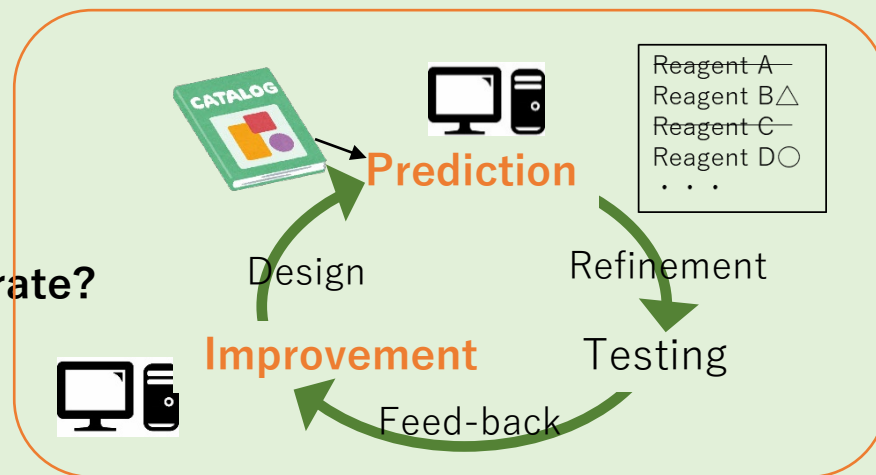 CATALOG
Reagent A
Reagent B△
Reagent C
Reagent D○
・・・
Prediction
Design
Refinement
rate?
Improvement
Testing
Feed-back